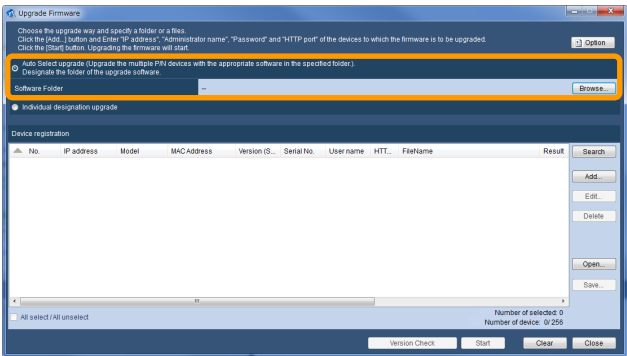 Upgrade Firmware
Choose the upgrade way and specify a folder or a files.
Click the [Add...] button and Enter "IP address", "Administrator name", "Password" and "HTTP port" of the devices to which the firmware is to be upgraded.
Click the [Start] button. Upgrading the firmware will start.
Option
Auto Select upgrade (Upgrade the multiple P/N devices with the appropriate software in the specified folder.).
Designate the folder of the upgrade software.
Software Folder -- Browse...
Individual designation upgrade
Device registration
No. IP address Model MAC Address Version (S... Serial No. User name HTT... FileName Result Search
Add...
Edit...
Delete
Open...
Save...
All select / All unselect
Number of selected: 0
Number of device: 0/ 256
Version Check Start Clear Close